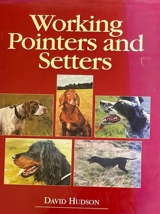 Working
Pointers and
Setters
DAVID HUDSON